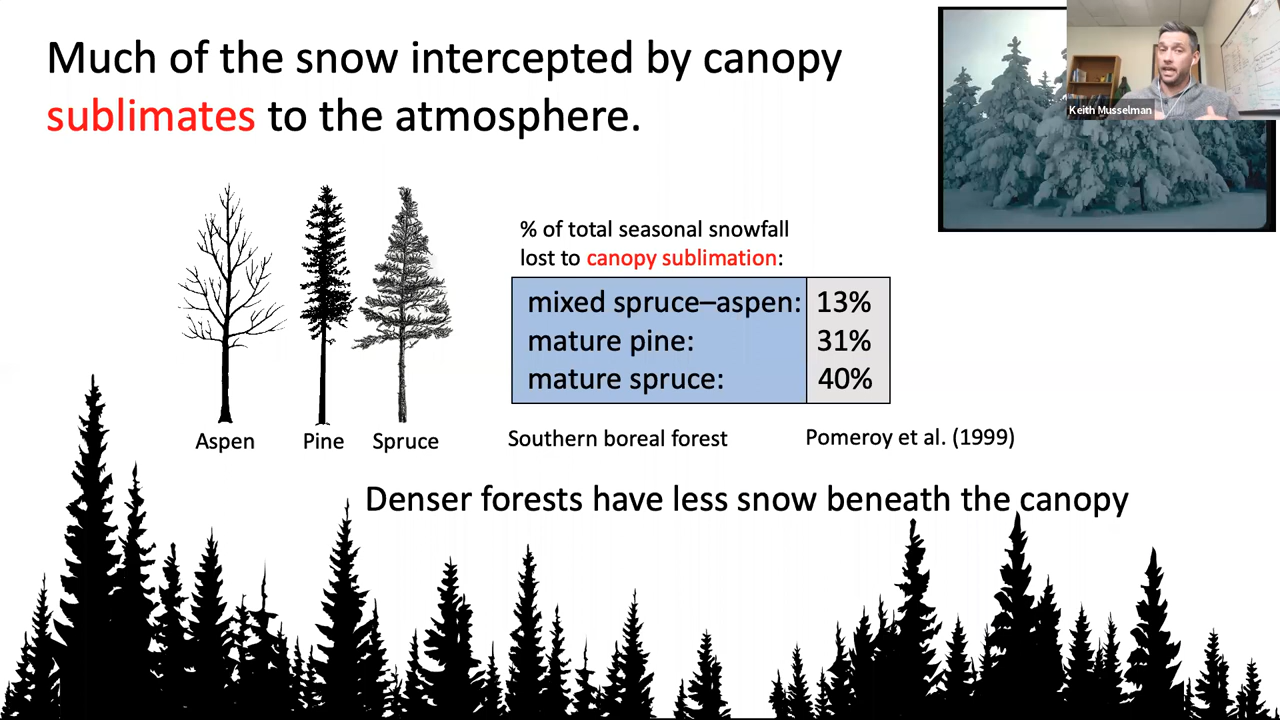 Much of the snow intercepted by canopy
sublimates to the atmosphere.
Keith Musselman
% of total seasonal snowfall
lost to canopy sublimation:
mixed spruce–aspen: 13%
mature pine: 31%
mature spruce: 40%
Aspen Pine Spruce
Southern boreal forest Pomeroy et al. (1999)
Denser forests have less snow beneath the canopy